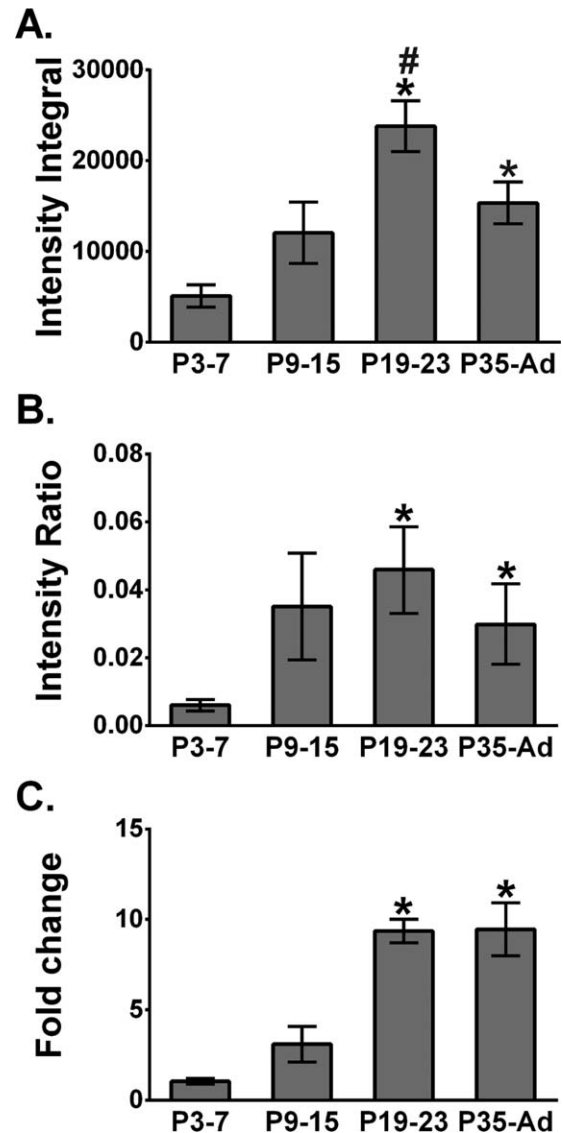 A.
Intensity Integral
30000
20000
10000
0
#
*
*
P3-7 P9-15 P19-23 P35-Ad
B.
Intensity Ratio
0.08
0.06
0.04
0.02
0.00
*
*
P3-7 P9-15 P19-23 P35-Ad
C.
Fold change
15
10
5
0
*
*
P3-7 P9-15 P19-23 P35-Ad